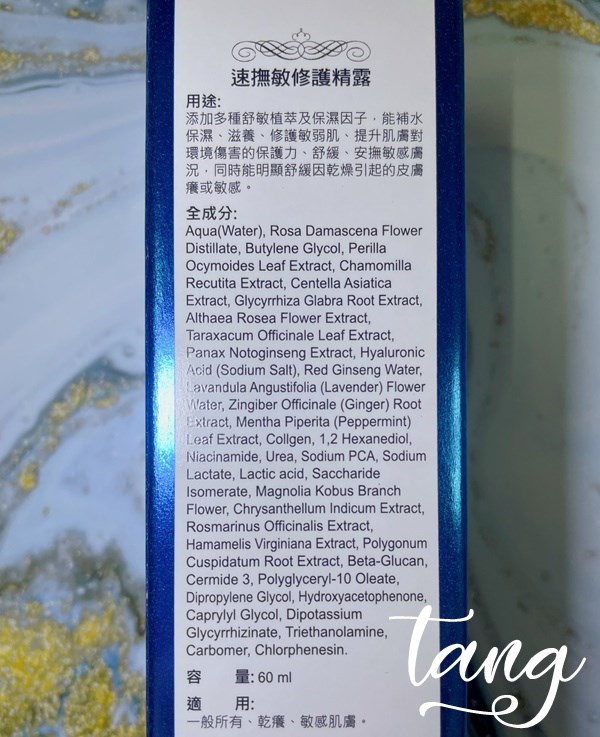 速撫敏修護精露
用途:
添加多種舒敏植萃及保濕因子，能補水
保濕、滋養、修護敏弱肌、提升肌膚對
環境傷害的保護力、舒緩、安撫敏感膚
況，同時能明顯舒緩因乾燥引起的皮膚
癢或敏感。
全成分:
Aqua(Water), Rosa Damascena Flower
Distillate, Butylene Glycol, Perilla
Ocymoides Leaf Extract, Chamomilla
Recutita Extract, Centella Asiatica
Extract, Glycyrrhiza Glabra Root Extract,
Althaea Rosea Flower Extract,
Taraxacum Officinale Leaf Extract,
Panax Notoginseng Extract, Hyaluronic
Acid (Sodium Salt), Red Ginseng Water,
Lavandula Angustifolia (Lavender) Flower
Water, Zingiber Officinale (Ginger) Root
Extract, Mentha Piperita (Peppermint)
Leaf Extract, Collgen, 1,2 Hexanediol,
Niacinamide, Urea, Sodium PCA, Sodium
Lactate, Lactic acid, Saccharide
Isomerate, Magnolia Kobus Branch
Flower, Chrysanthellum Indicum Extract,
Rosmarinus Officinalis Extract,
Hamamelis Virginiana Extract, Polygonum
Cuspidatum Root Extract, Beta-Glucan,
Cermide 3, Polyglyceryl-10 Oleate,
Dipropylene Glycol, Hydroxyacetophenone,
Caprylyl Glycol, Dipotassium
Glycyrrhizinate, Triethanolamine,
Carbomer, Chlorphenesin.
容 量: 60 ml
適 用:
一般所有、乾癢、敏感肌膚。
tang